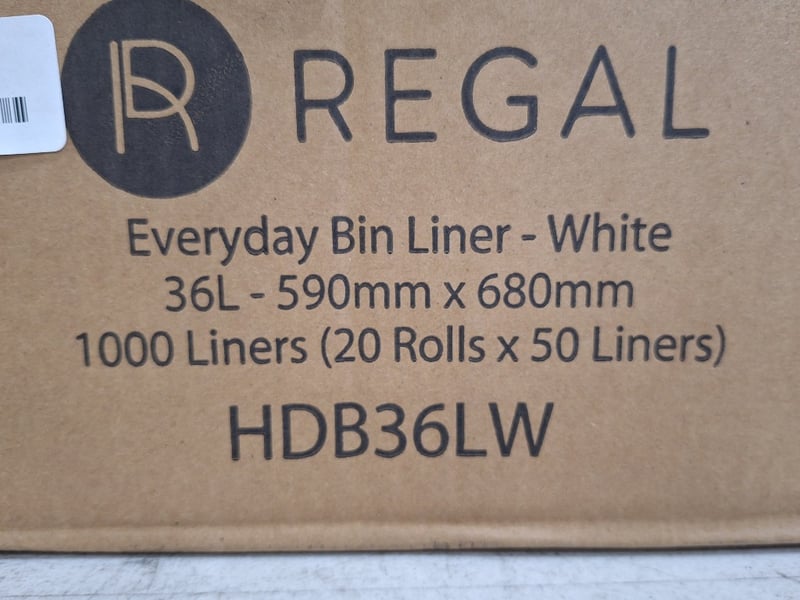 R REGAL
Everyday Bin Liner - White
36L - 590mm x 680mm
1000 Liners (20 Rolls x 50 Liners)
HDB36LW